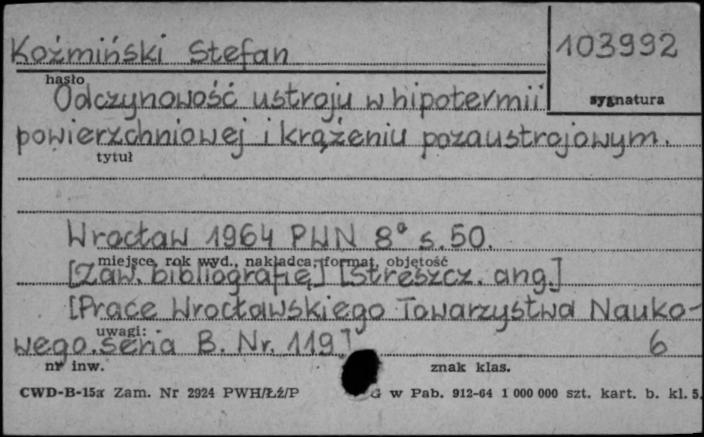 Koźmiński Stefan
103992
hasło
sygnatura
Odczynowość ustroju w hipotermii
powierzchniowej i krążeniu pozaustrojowym.
tytuł
Wrocław 1964 PWN 8° s. 50.
miejsce, rok wyd., nakładca, format, objętość
[Zaw. bibliografię] [Streszcz. ang.]
[Prace Wrocławskiego Towarzystwa Nauko-
uwagi:
wego. Seria B. Nr. 119] 6
nr inw. znak klas.
CWD-B-15a Zam. Nr 2924 PWH/Łź/P G w Pab. 912-64 1 000 000 szt. kart. b. kl. 5.